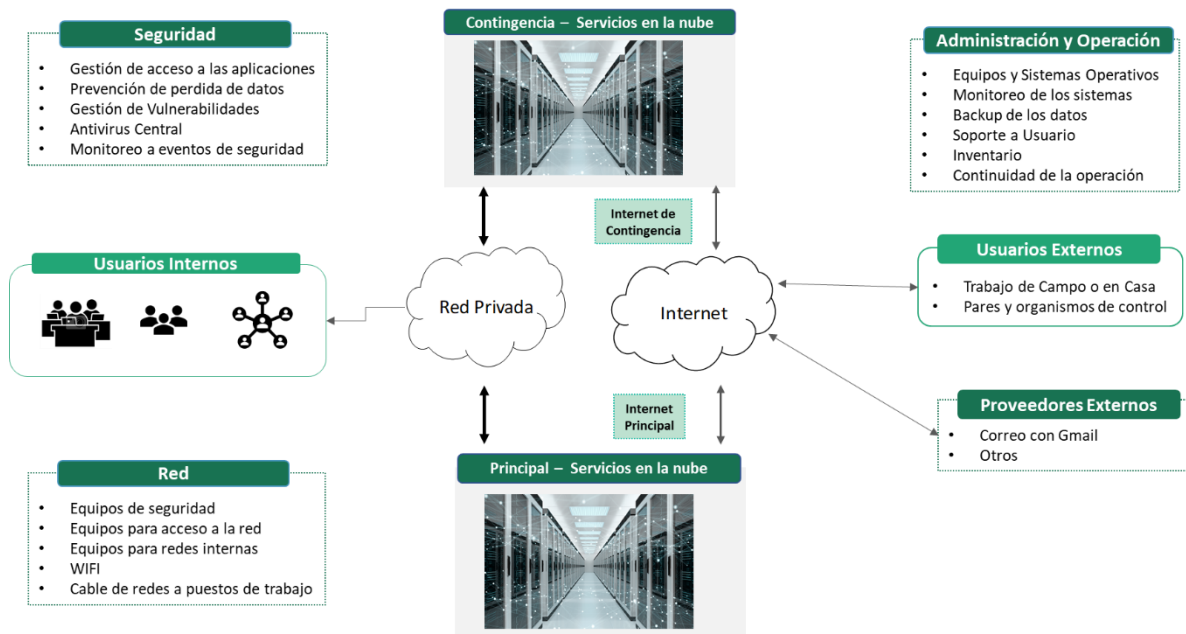 Contingencia – Servicios en la nube
Seguridad
Gestión de acceso a las aplicaciones
Prevención de perdida de datos
Gestión de Vulnerabilidades
Antivirus Central
Monitoreo a eventos de seguridad
Administración y Operación
Equipos y Sistemas Operativos
Monitoreo de los sistemas
Backup de los datos
Soporte a Usuario
Inventario
Continuidad de la operación
Internet de
Contingencia
Usuarios Internos
Red Privada
Internet
Usuarios Externos
Trabajo de Campo o en Casa
Pares y organismos de control
Internet
Principal
Proveedores Externos
Correo con Gmail
Otros
Red
Equipos de seguridad
Equipos para acceso a la red
Equipos para redes internas
WIFI
Cable de redes a puestos de trabajo
Principal – Servicios en la nube